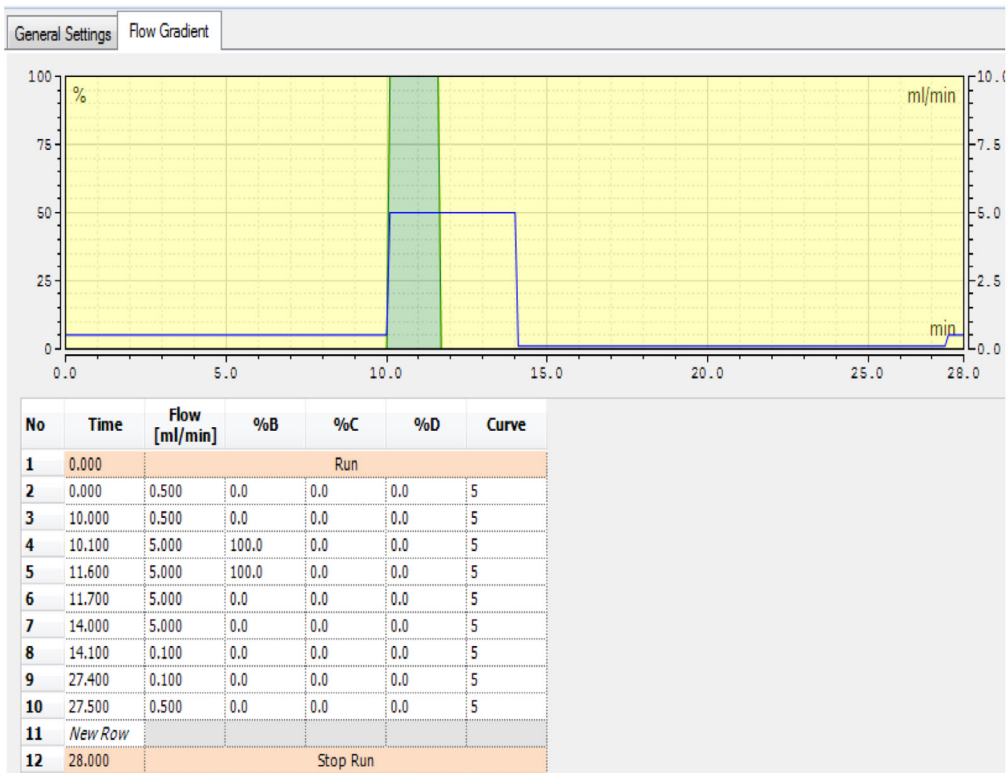 General Settings Flow Gradient
100 10.0
% ml/min
75 7.5
50 5.0
25 2.5
min
0 0.0
0.0 5.0 10.0 15.0 20.0 25.0 28.0
No Time Flow [ml/min] %B %C %D Curve
1 0.000 Run
2 0.000 0.500 0.0 0.0 0.0 5
3 10.000 0.500 0.0 0.0 0.0 5
4 10.100 5.000 100.0 0.0 0.0 5
5 11.600 5.000 100.0 0.0 0.0 5
6 11.700 5.000 0.0 0.0 0.0 5
7 14.000 5.000 0.0 0.0 0.0 5
8 14.100 0.100 0.0 0.0 0.0 5
9 27.400 0.100 0.0 0.0 0.0 5
10 27.500 0.500 0.0 0.0 0.0 5
11 New Row
12 28.000 Stop Run